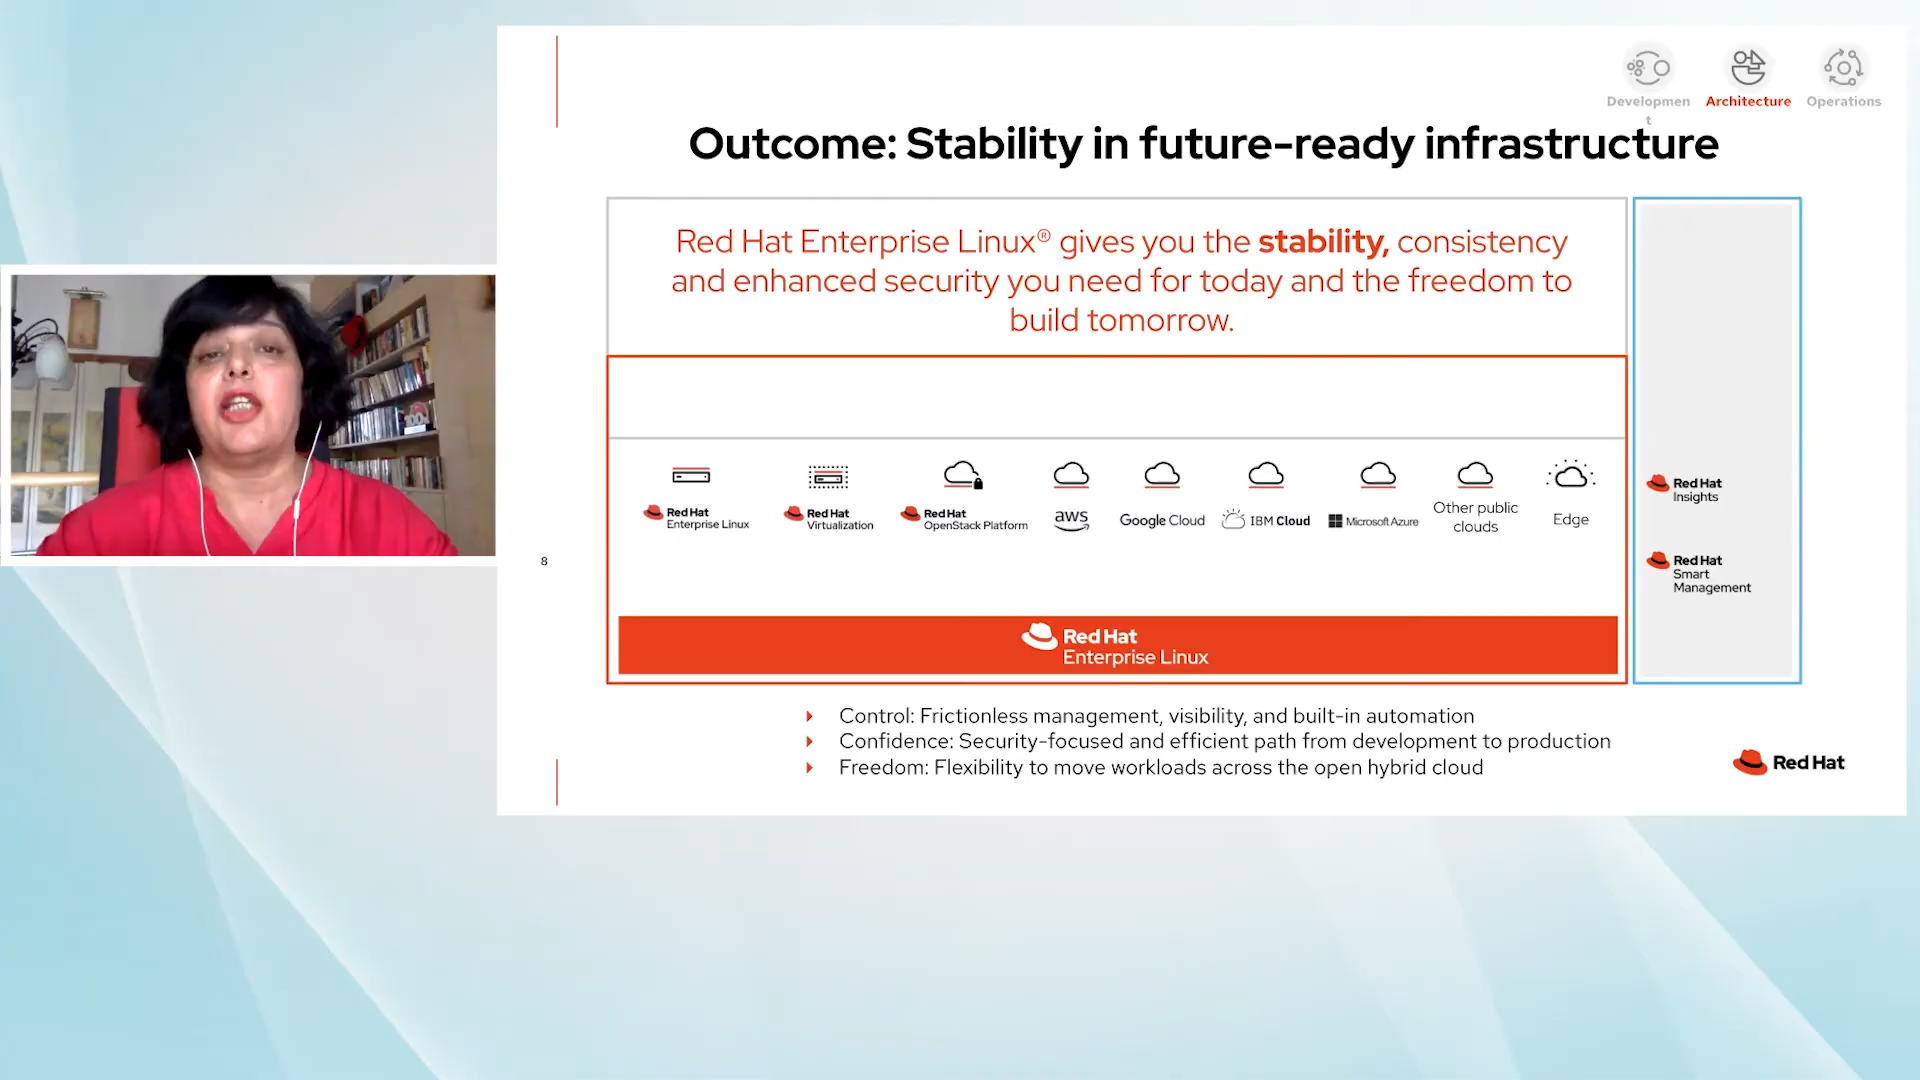 Developmen
t
Architecture
Operations
Outcome: Stability in future-ready infrastructure
Red Hat Enterprise Linux® gives you the stability, consistency
and enhanced security you need for today and the freedom to
build tomorrow.
Red Hat
Enterprise Linux
Red Hat
Virtualization
Red Hat
OpenStack Platform
aws
Google Cloud
IBM Cloud
Microsoft Azure
Other public
clouds
Edge
Red Hat
Insights
Red Hat
Smart
Management
8
Red Hat
Enterprise Linux
Control: Frictionless management, visibility, and built-in automation
Confidence: Security-focused and efficient path from development to production
Freedom: Flexibility to move workloads across the open hybrid cloud
Red Hat